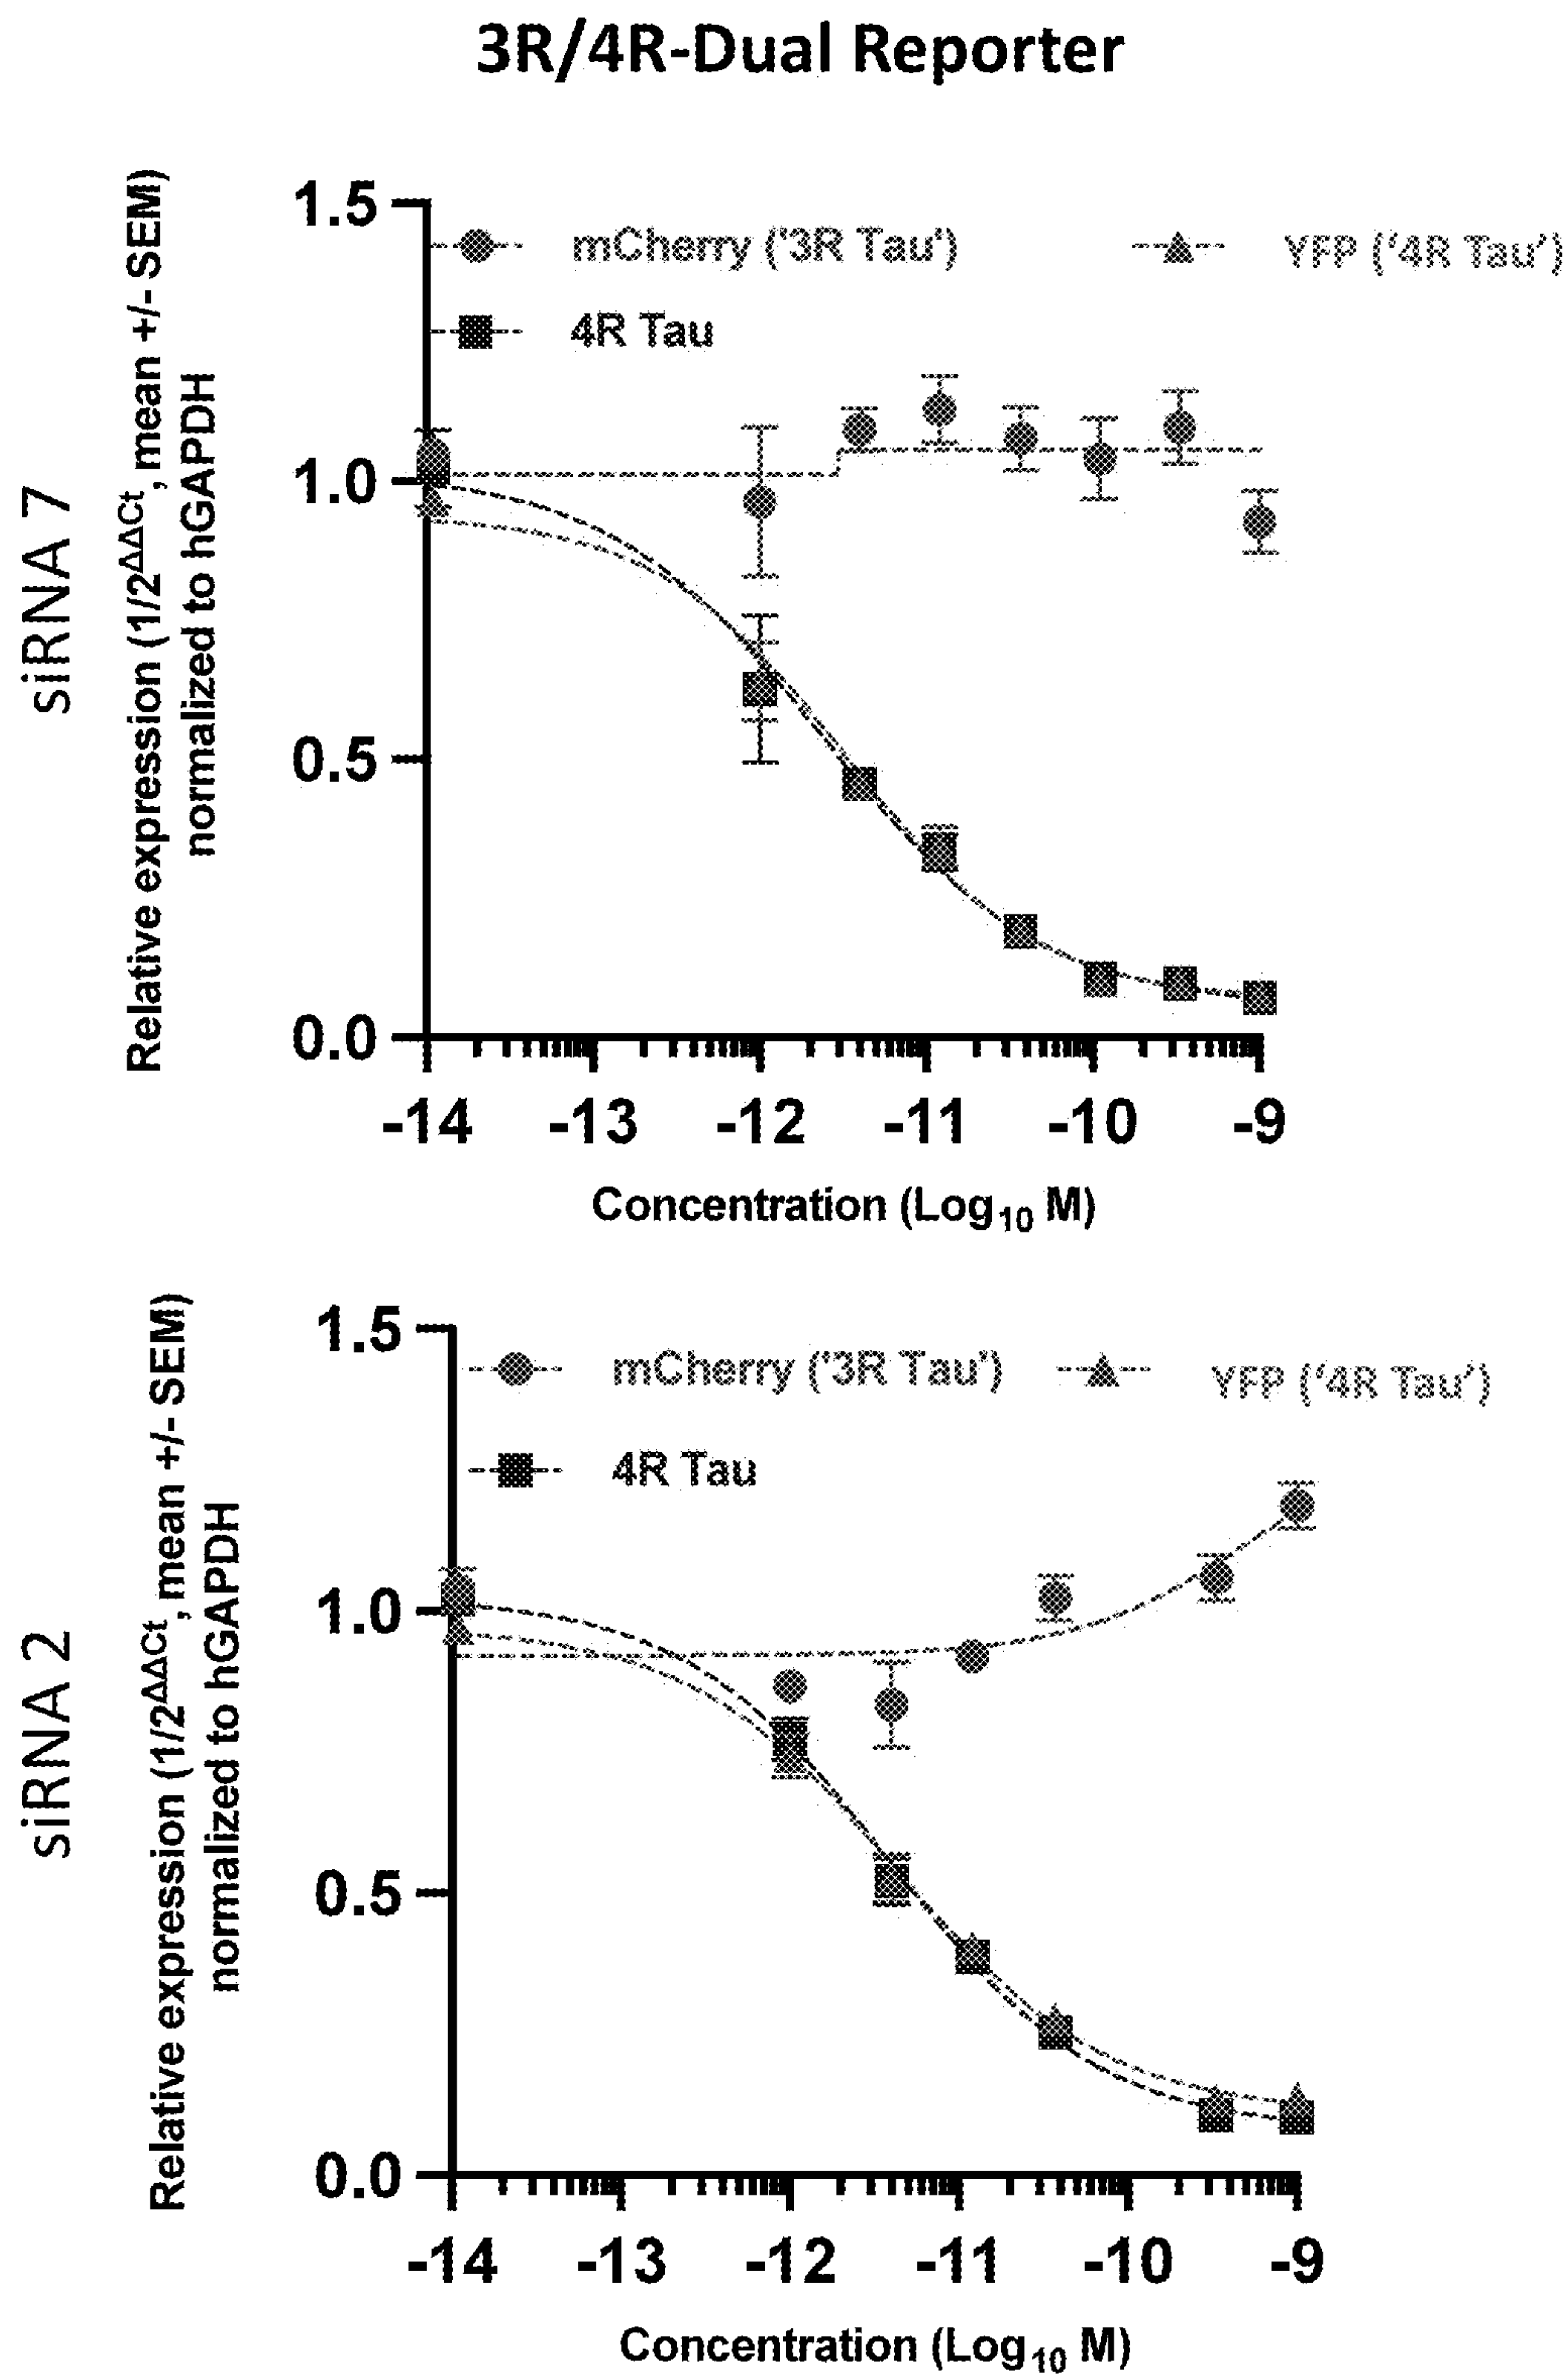 3R/4R-Dual Reporter
siRNA 7
Relative expression (1/2^ΔΔCt, mean +/- SEM)
normalized to hGAPDH
1.5
1.0
0.5
0.0
mCherry ('3R Tau')
YFP (‘4R Tau’)
4R Tau
-14 -13 -12 -11 -10 -9
Concentration (Log₁₀ M)
siRNA 2
Relative expression (1/2^ΔΔCt, mean +/- SEM)
normalized to hGAPDH
1.5
1.0
0.5
0.0
mCherry ('3R Tau')
YFP (‘4R Tau’)
4R Tau
-14 -13 -12 -11 -10 -9
Concentration (Log₁₀ M)